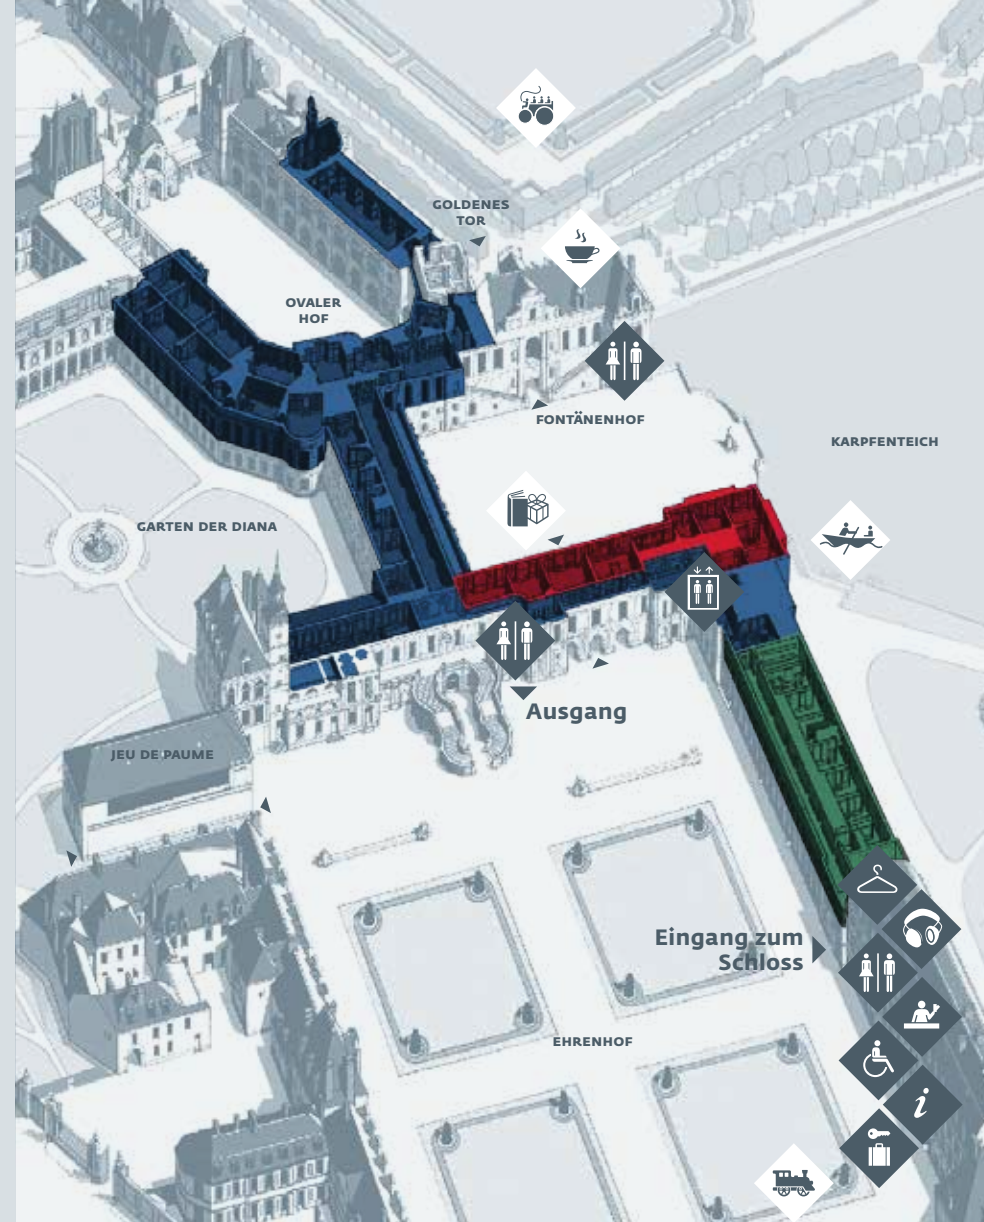 GOLDENES
TOR
OVALER
HOF
FONTÄNENHOF
KARPFENTEICH
GARTEN DER DIANA
Ausgang
JEU DE PAUME
Eingang zum
Schloss
EHRENHOF
i